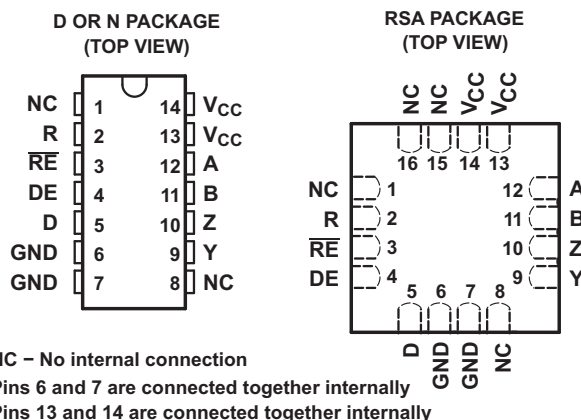 D OR N PACKAGE
(TOP VIEW)
NC 1 14 VCC
R 2 13 VCC
RE 3 12 A
DE 4 11 B
D 5 10 Z
GND 6 9 Y
GND 7 8 NC
RSA PACKAGE
(TOP VIEW)
NC NC VCC VCC
16 15 14 13
NC 1 12 A
R 2 11 B
RE 3 10 Z
DE 4 9 Y
5 6 7 8
D GND GND NC
NC – No internal connection
Pins 6 and 7 are connected together internally
Pins 13 and 14 are connected together internally